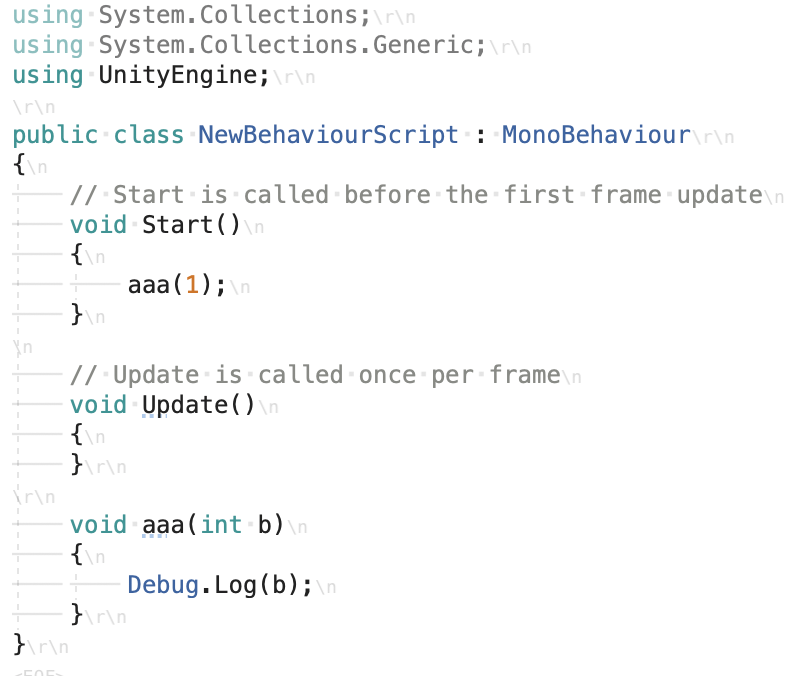 using System.Collections;\r\n
using System.Collections.Generic;\r\n
using UnityEngine;\r\n
\r\n
public class NewBehaviourScript : MonoBehaviour\r\n
{\n
// Start is called before the first frame update\n
void Start()\n
{\n
aaa(1);\n
}\n
\n
// Update is called once per frame\n
void Update()\n
{\n
}\r\n
\r\n
void aaa(int b)\n
{\n
Debug.Log(b);\n
}\r\n
}\r\n
<EOF>